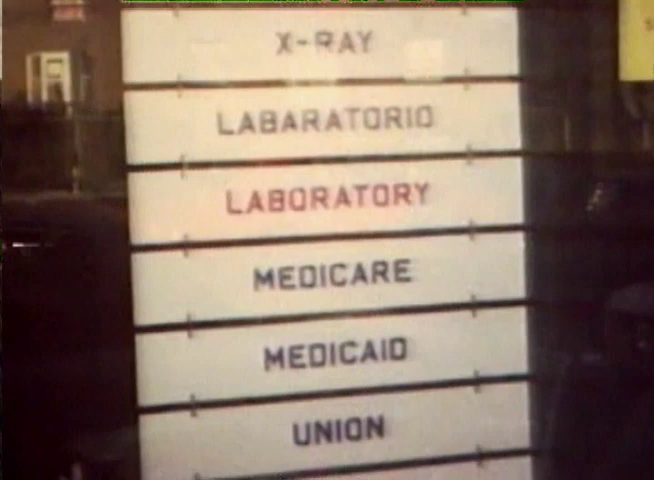 X-RAY
LABARATORIO
LABORATORY
MEDICARE
MEDICAID
UNION